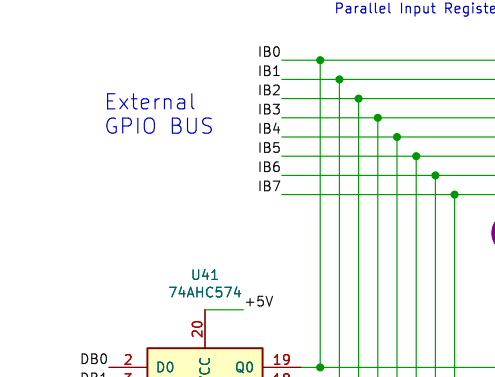 Parallel Input Registe
IB0
IB1
IB2
IB3
IB4
IB5
IB6
IB7
External
GPIO BUS
U41
74AHC574
+5V
20
DB0 2 D0 VCC Q0 19